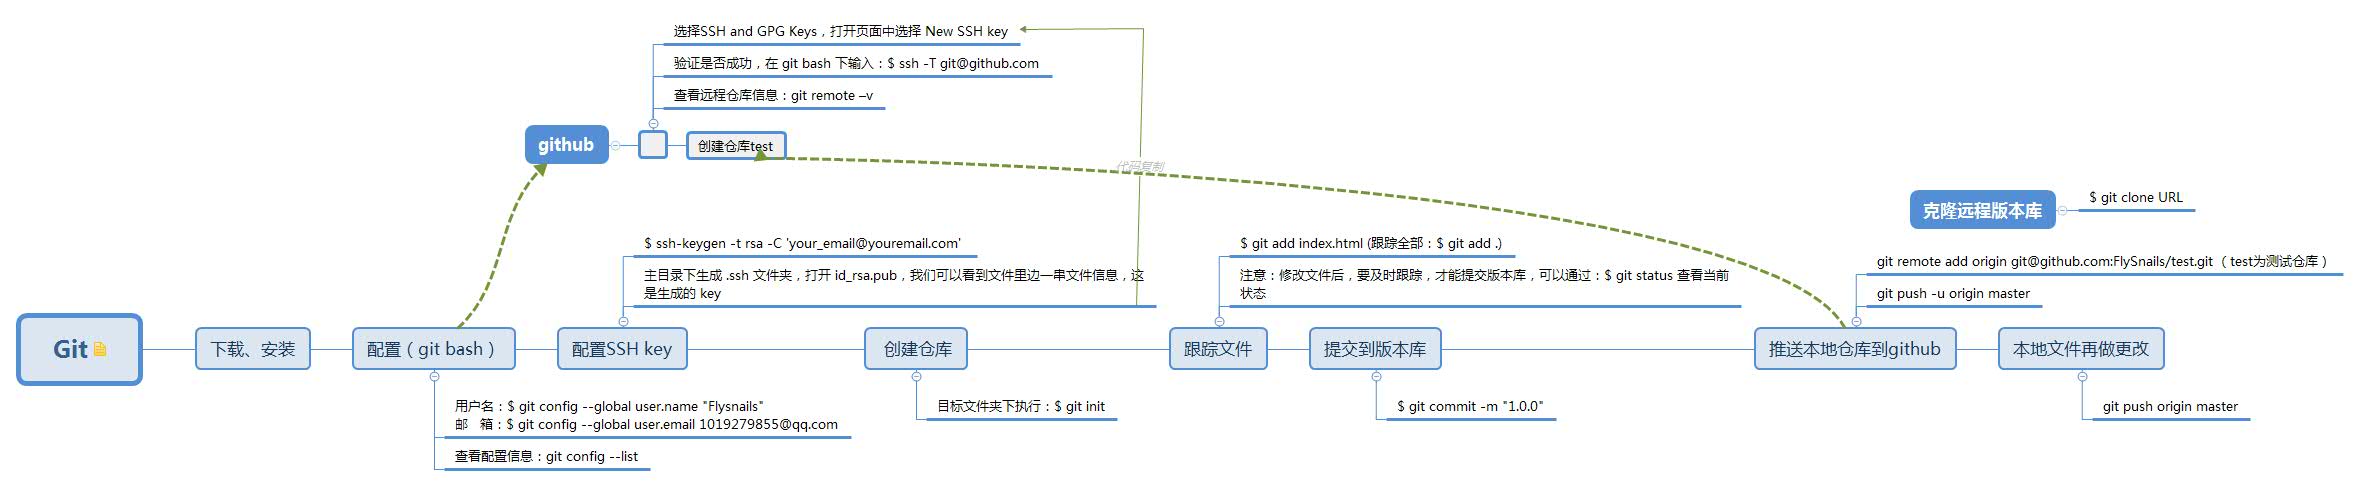 选择SSH and GPG Keys，打开页面中选择 New SSH key
验证是否成功，在 git bash 下输入：$ ssh -T git@github.com
查看远程仓库信息：git remote –v
github
创建仓库test
代码复制
克隆远程版本库
$ git clone URL
$ ssh-keygen -t rsa -C 'your_email@youremail.com'
主目录下生成 .ssh 文件夹，打开 id_rsa.pub，我们可以看到文件里边一串文件信息，这
是生成的 key
$ git add index.html (跟踪全部：$ git add .)
注意：修改文件后，要及时跟踪，才能提交版本库，可以通过：$ git status 查看当前
状态
git remote add origin git@github.com:FlySnails/test.git （ test为测试仓库 ）
git push -u origin master
Git
下载、安装
配置（ git bash ）
配置SSH key
创建仓库
跟踪文件
提交到版本库
推送本地仓库到github
本地文件再做更改
用户名：$ git config --global user.name "Flysnails"
邮 箱：$ git config --global user.email 1019279855@qq.com
查看配置信息：git config --list
目标文件夹下执行：$ git init
$ git commit -m "1.0.0"
git push origin master